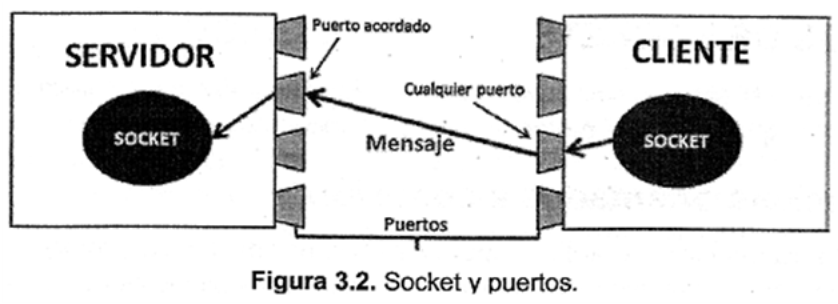 Puerto acordado
SERVIDOR
CLIENTE
Cualquier puerto
SOCKET
Mensaje
SOCKET
Puertos
Figura 3.2. Socket y puertos.